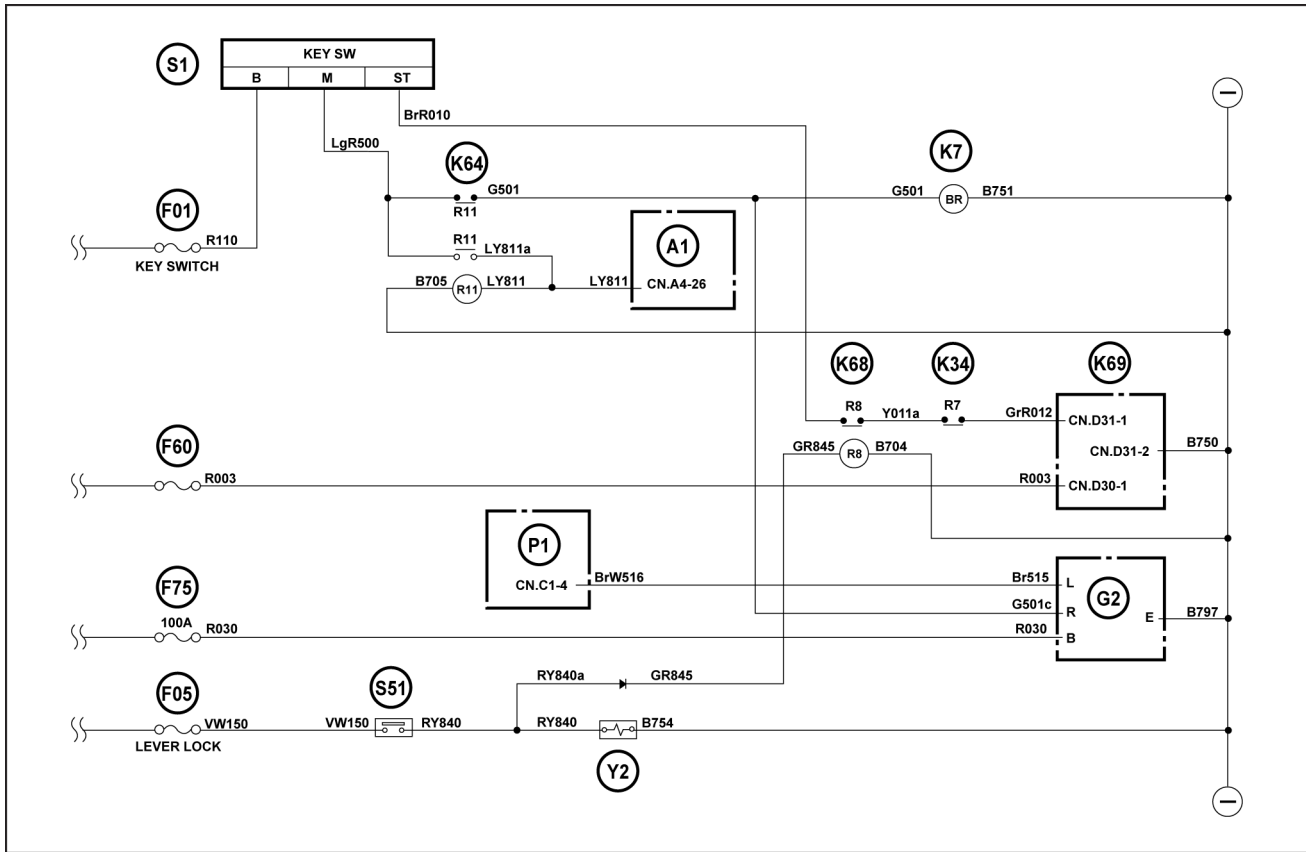 S1
KEY SW
B M ST
BrR010
LgR500
K64
K7
G501
G501 BR B751
R11
F01
R110
KEY SWITCH
R11
LY811a
A1
B705 R11 LY811
LY811 CN.A4-26
K68 K34 K69
R8 Y011a R7 GrR012 CN.D31-1
GR845 R8 B704
CN.D31-2 B750
F60
R003
R003 CN.D30-1
P1
CN.C1-4 BrW516
Br515 L
G501c R
G2
E B797
F75
100A R030
R030 B
RY840a GR845
F05
S51
VW150
VW150 RY840
RY840 B754
LEVER LOCK
Y2